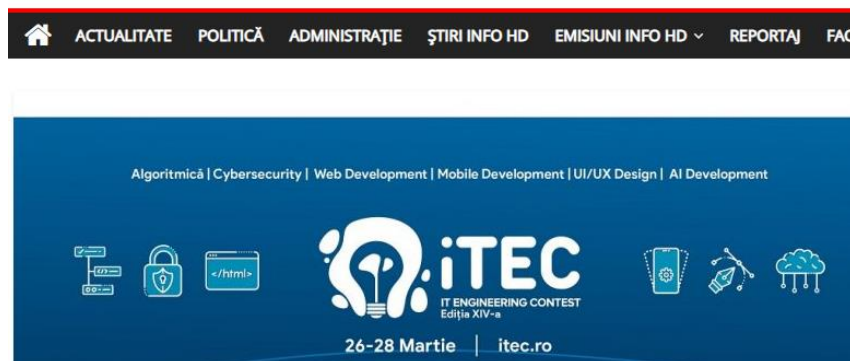 ACTUALITATE POLITICĂ ADMINISTRAŢIE ŞTIRI INFO HD EMISIUNI INFO HD REPORTAJ
Algoritmică | Cybersecurity | Web Development | Mobile Development | UI/UX Design | AI Development
</html>
iTEC
IT ENGINEERING CONTEST
Ediția XIV-a
26-28 Martie | itec.ro